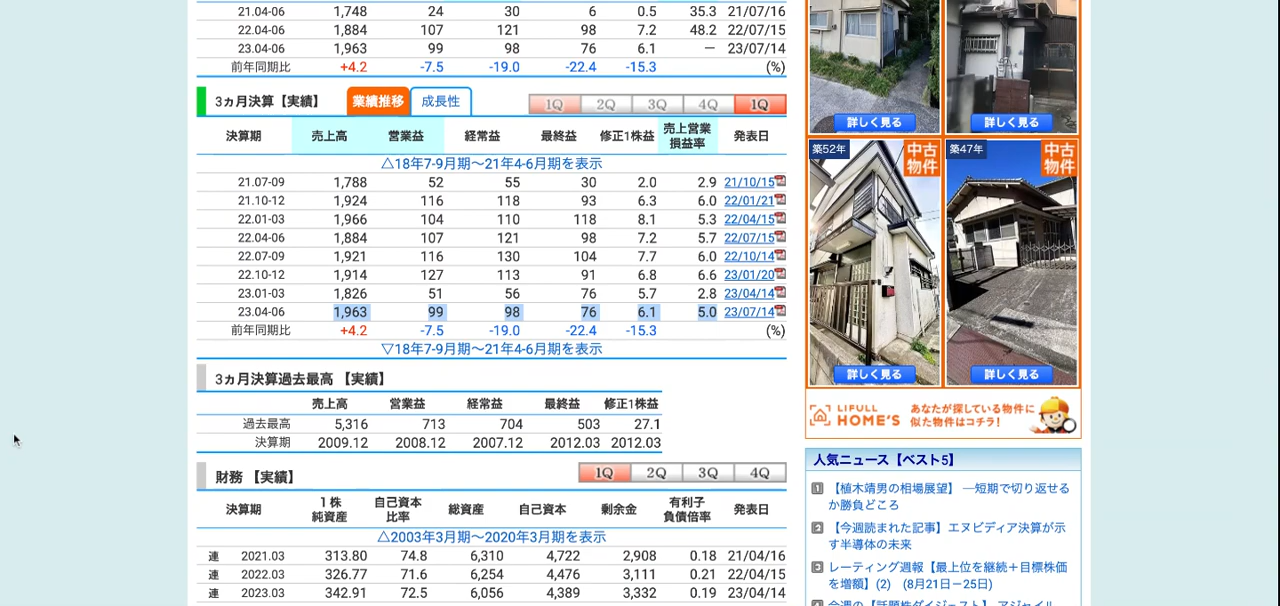 21.04-06 1,748 24 30 6 0.5 35.3 21/07/16
22.04-06 1,884 107 121 98 7.2 48.2 22/07/15
23.04-06 1,963 99 98 76 6.1 － 23/07/14
前年同期比 +4.2 -7.5 -19.0 -22.4 -15.3 (%)
3ヵ月決算【実績】 業績推移 成長性 1Q 2Q 3Q 4Q 1Q
決算期 売上高 営業益 経常益 最終益 修正1株益 売上営業損益率 発表日
△18年7-9月期～21年4-6月期を表示
21.07-09 1,788 52 55 30 2.0 2.9 21/10/15
21.10-12 1,924 116 118 93 6.3 6.0 22/01/21
22.01-03 1,966 104 110 118 8.1 5.3 22/04/15
22.04-06 1,884 107 121 98 7.2 5.7 22/07/15
22.07-09 1,921 116 130 104 7.7 6.0 22/10/14
22.10-12 1,914 127 113 91 6.8 6.6 23/01/20
23.01-03 1,826 51 56 76 5.7 2.8 23/04/14
23.04-06 1,963 99 98 76 6.1 5.0 23/07/14
前年同期比 +4.2 -7.5 -19.0 -22.4 -15.3 (%)
▽18年7-9月期～21年4-6月期を表示
3ヵ月決算過去最高 【実績】
売上高 営業益 経常益 最終益 修正1株益
過去最高 5,316 713 704 503 27.1
決算期 2009.12 2008.12 2007.12 2012.03 2012.03
財務 【実績】 1Q 2Q 3Q 4Q
決算期 １株純資産 自己資本比率 総資産 自己資本 剰余金 有利子負債倍率 発表日
△2003年3月期～2020年3月期を表示
連 2021.03 313.80 74.8 6,310 4,722 2,908 0.18 21/04/16
連 2022.03 326.77 71.6 6,254 4,476 3,111 0.21 22/04/15
連 2023.03 342.91 72.5 6,056 4,389 3,332 0.19 23/04/14
詳しく見る 詳しく見る
築52年 中古物件 築47年 中古物件
詳しく見る 詳しく見る
LIFULL HOME'S
あなたが探している物件に
似た物件はコチラ!
人気ニュース【ベスト5】
1 【植木靖男の相場展望】 ─短期で切り返せる
か勝負どころ
2 【今週読まれた記事】エヌビディア決算が示
す半導体の未来
3 レーティング週報【最上位を継続＋目標株価
を増額】(2) (8月21日－25日)
4 今週の【話題株ダイジェスト】 アジャイル